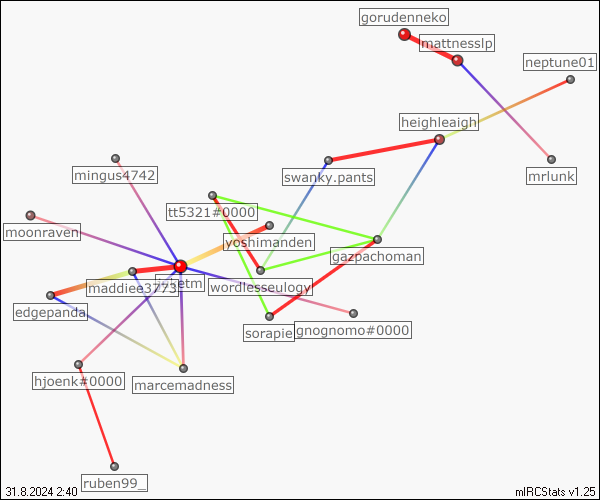 gorudenneko
mattnesslp
neptune01
heighleaigh
mingus4742
swanky.pants
mrlunk
tt5321#0000
moonraven
yoshimanden
gazpachoman
maddiee3773
etm
wordlesseulogy
edgepanda
sorapie
gnognomo#0000
hjoenk#0000
marcemadness
ruben99_
31.8.2024 2:40
mIRCStats v1.25